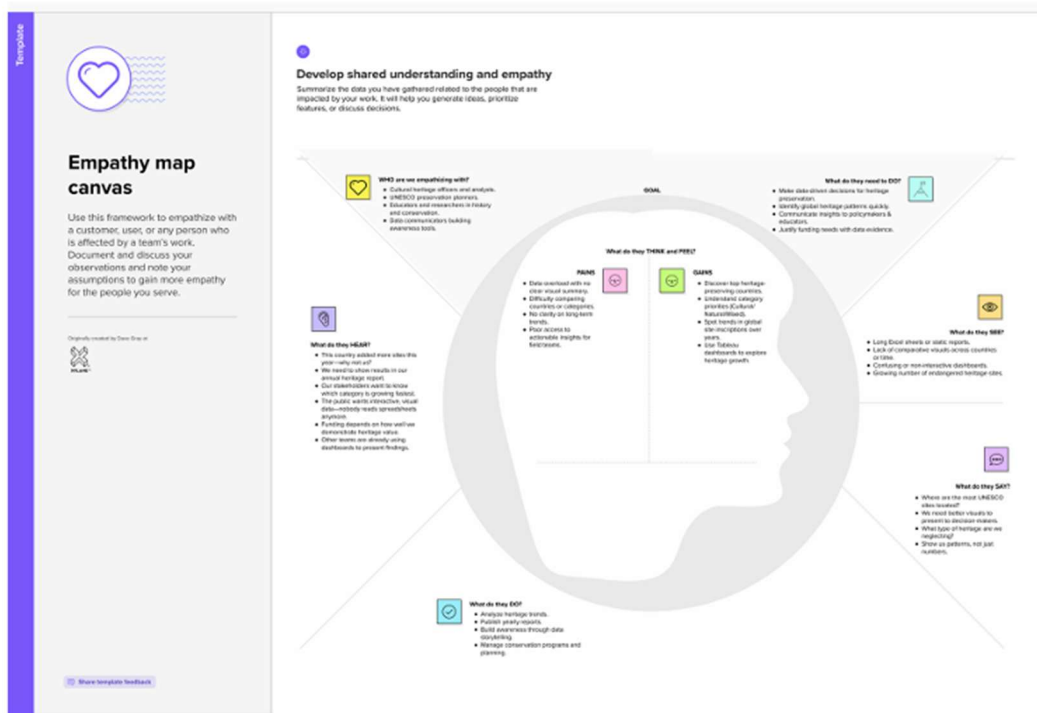 Template
Empathy map
canvas
Use this framework to empathize with
a customer, user, or any person who
is affected by a team's work.
Document and discuss your
observations and note your
assumptions to gain more empathy
for the people you serve.
Originally created by Dave Gray at
XPLANE
Share template feedback
Develop shared understanding and empathy
Summarize the data you have gathered related to the people that are
impacted by your work. It will help you generate ideas, prioritize
features, or discuss decisions.
WHO are we empathizing with?
• Cultural heritage officers and analysts.
• UNESCO preservation planners.
• Educators and researchers in history
and conservation.
• Data communicators building
awareness tools.
GOAL
What do they need to DO?
• Make data-driven decisions for heritage
preservation.
• Identify global heritage patterns quickly.
• Communicate insights to policymakers &
educators.
• Justify funding needs with data evidence.
What do they THINK and FEEL?
PAINS
• Data overload with no
clear visual summary.
• Difficulty comparing
countries or categories.
• No clarity on long-term
trends.
• Poor access to
actionable insights for
field teams.
GAINS
• Discover top heritage-
preserving countries.
• Understand category
priorities (Cultural/
Natural/Mixed).
• Spot trends in global
site inscriptions over
years.
• Use Tableau
dashboards to explore
heritage growth.
What do they HEAR?
• This country added more sites this
year—why not us?
• We need to show results in our
annual heritage report.
• Our stakeholders want to know
which category is growing fastest.
• The public wants interactive, visual
data—nobody reads spreadsheets
anymore.
• Funding depends on how well we
demonstrate heritage value.
• Other teams are already using
dashboards to present findings.
What do they SEE?
• Long Excel sheets or static reports.
• Lack of comparative visuals across countries
or time.
• Confusing or non-interactive dashboards.
• Growing number of endangered heritage sites.
What do they SAY?
• Where are the most UNESCO
sites located?
• We need better visuals to
present to decision-makers.
• What type of heritage are we
neglecting?
• Show us patterns, not just
numbers.
What do they DO?
• Analyze heritage trends.
• Publish yearly reports.
• Build awareness through data
storytelling.
• Manage conservation programs and
planning.